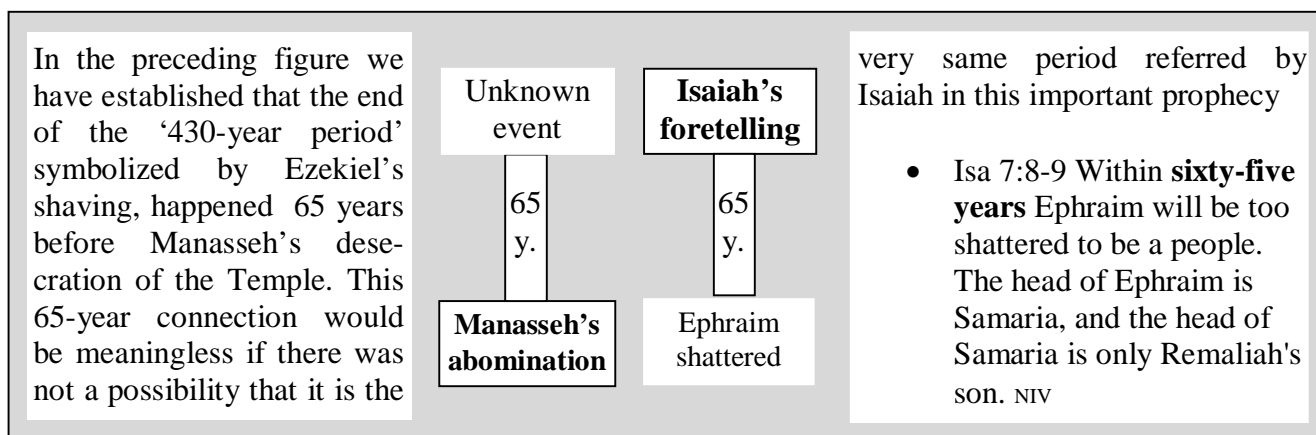 In the preceding figure we
have established that the end
of the ‘430-year period’
symbolized by Ezekiel’s
shaving, happened 65 years
before Manasseh’s dese-
cration of the Temple. This
65-year connection would
be meaningless if there was
not a possibility that it is the
Unknown
event
65
y.
Manasseh’s
abomination
Isaiah’s
foretelling
65
y.
Ephraim
shattered
very same period referred by
Isaiah in this important prophecy
• Isa 7:8-9 Within sixty-five
years Ephraim will be too
shattered to be a people.
The head of Ephraim is
Samaria, and the head of
Samaria is only Remaliah's
son. NIV